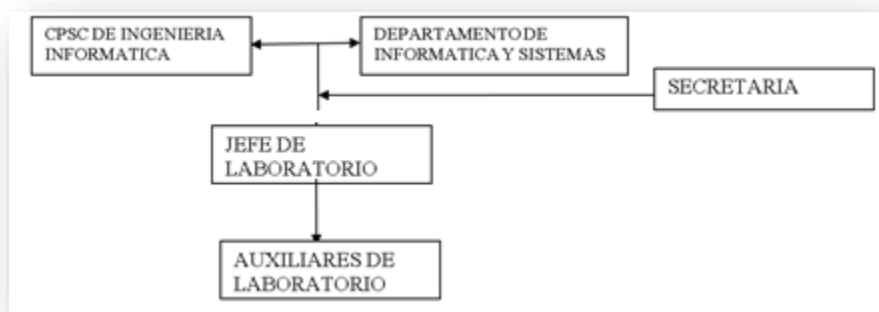 CPSC DE INGENIERIA
INFORMATICA
DEPARTAMENTO DE
INFORMATICA Y SISTEMAS
SECRETARIA
JEFE DE
LABORATORIO
AUXILIARES DE
LABORATORIO